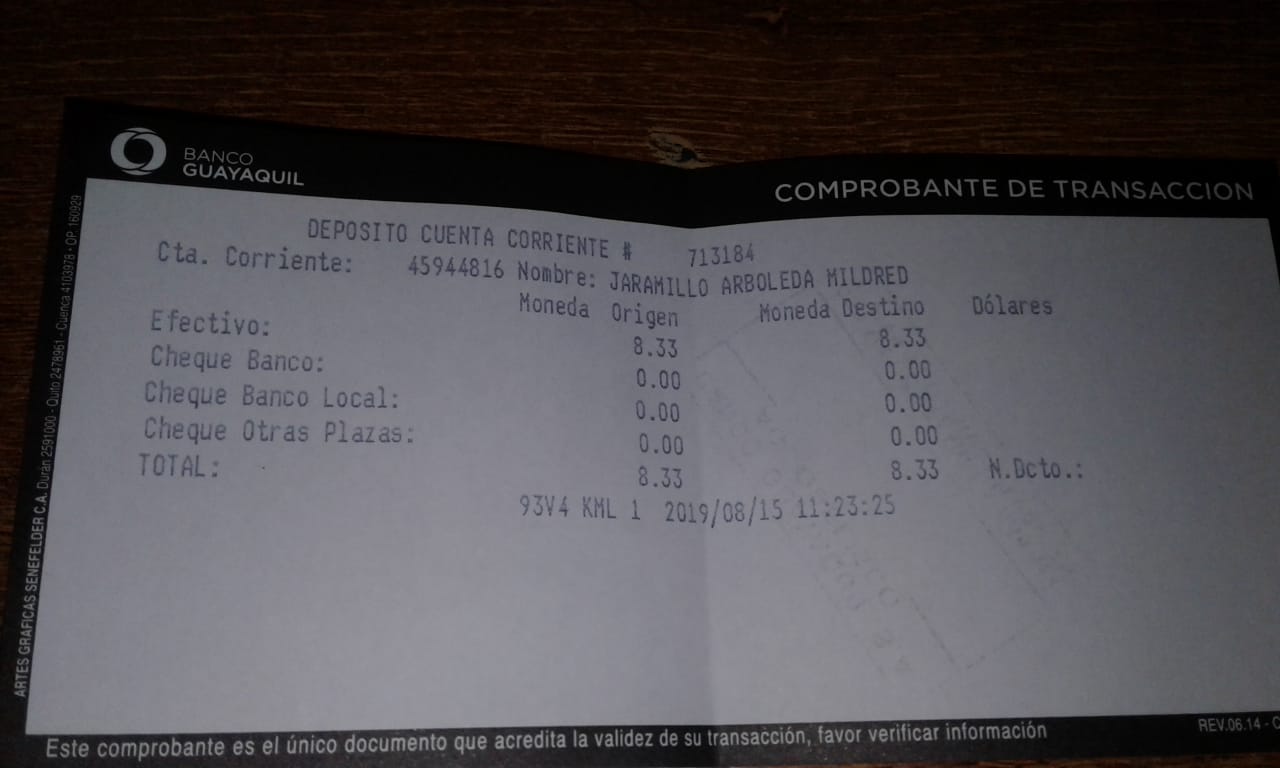 BANCO
GUAYAQUIL
COMPROBANTE DE TRANSACCION
DEPOSITO CUENTA CORRIENTE # 713184
Cta. Corriente: 45944816 Nombre: JARAMILLO ARBOLEDA MILDRED
Moneda Origen Moneda Destino Dólares
Efectivo: 8.33 8.33
Cheque Banco: 0.00 0.00
Cheque Banco Local: 0.00 0.00
Cheque Otras Plazas: 0.00 0.00
TOTAL: 8.33 8.33 N.Dcto.:
93V4 KML 1 2019/08/15 11:23:25
ARTES GRAFICAS SENEFELDER C.A. Durán 2591000 - Quito 2478961 - Cuenca 4103978 - OP 160929
REV.06.14 -
Este comprobante es el único documento que acredita la validez de su transacción, favor verificar información